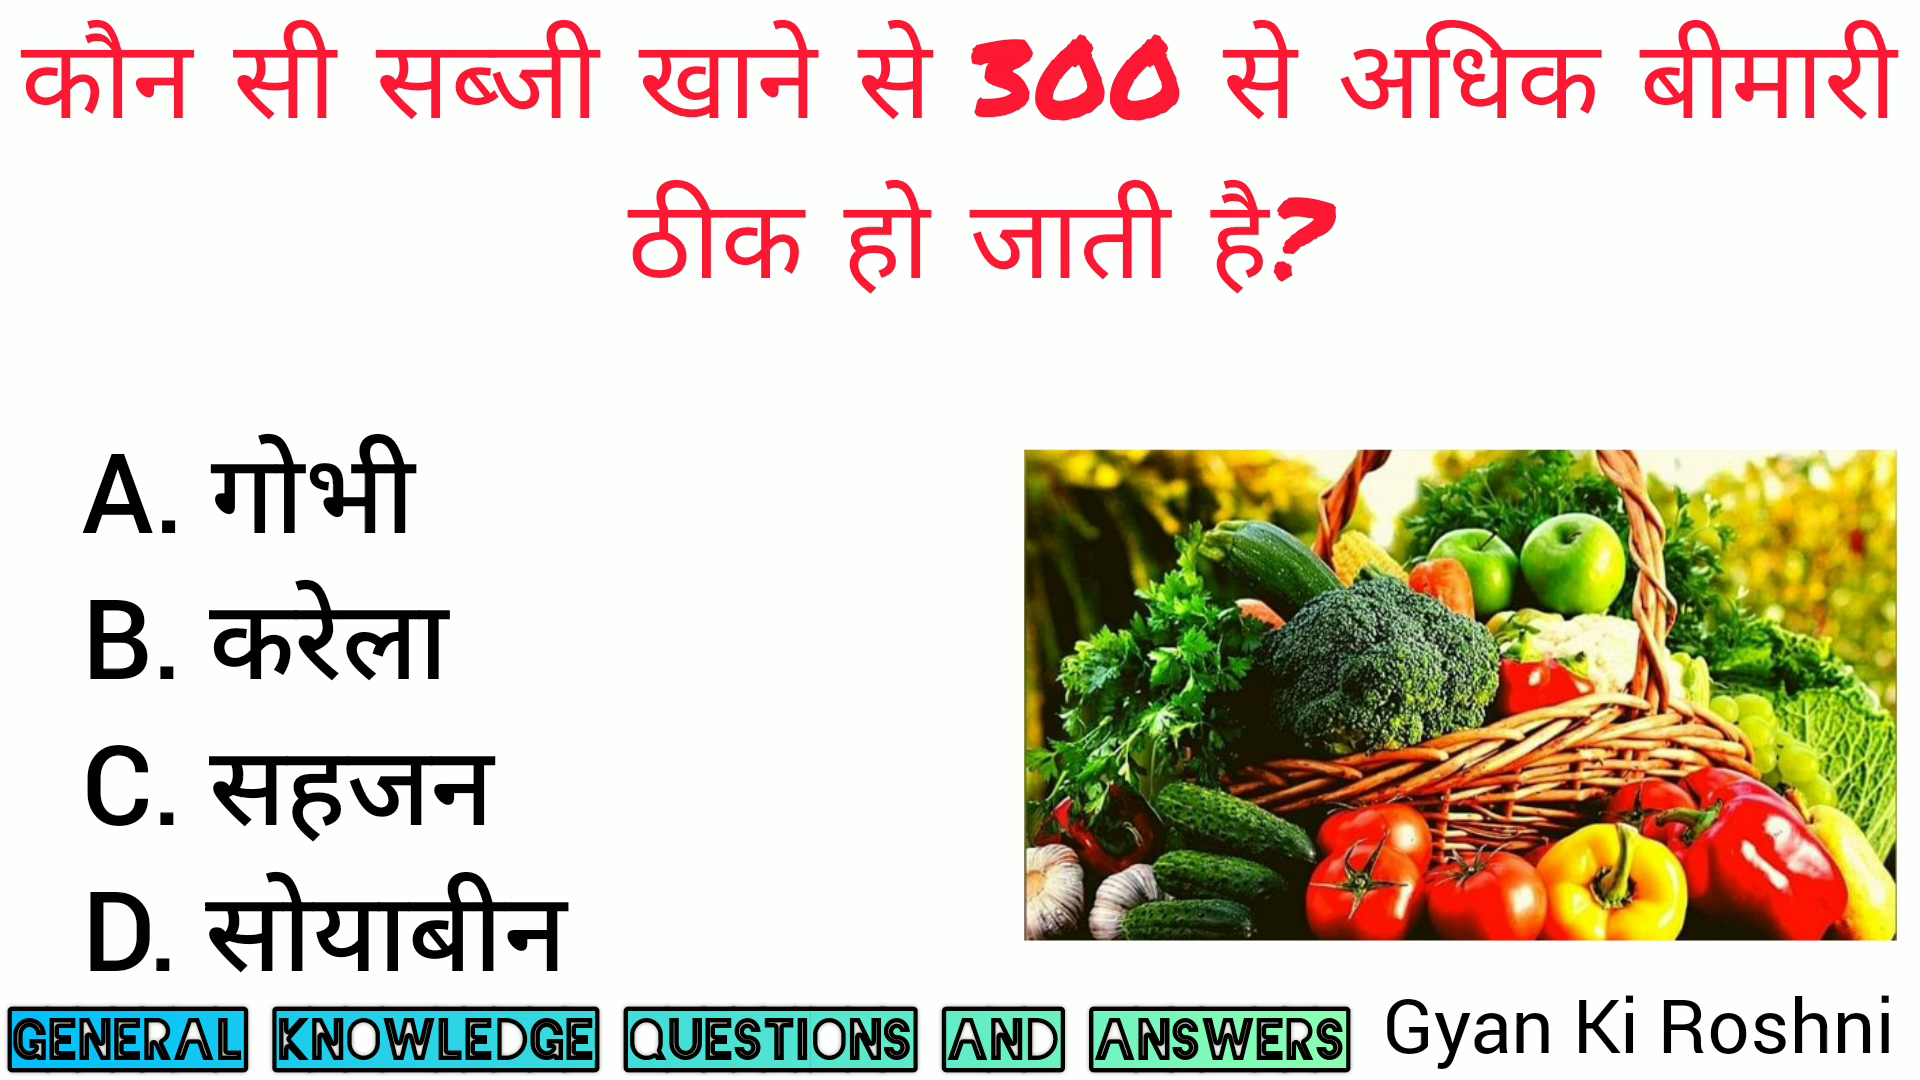 कौन सी सब्जी खाने से 300 से अधिक बीमारी
ठीक हो जाती है?
A. गोभी
B. करेला
C. सहजन
D. सोयाबीन
GENERAL KNOWLEDGE QUESTIONS AND ANSWERS
Gyan Ki Roshni